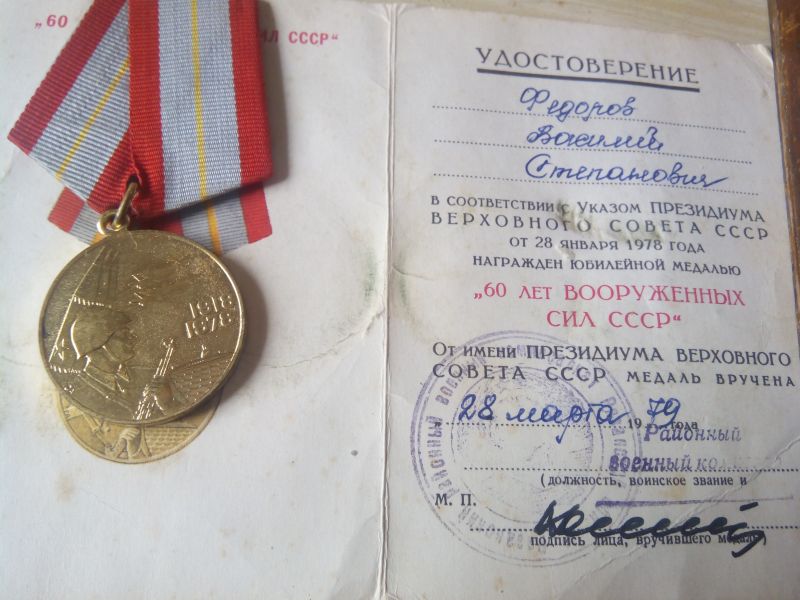 „60
ИЛ СССР“
1918
1978
УДОСТОВЕРЕНИЕ
Федоров
Василий
Степанович
В СООТВЕТСТВИИ С УКАЗОМ ПРЕЗИДИУМА
ВЕРХОВНОГО СОВЕТА СССР
ОТ 28 ЯНВАРЯ 1978 ГОДА
НАГРАЖДЕН ЮБИЛЕЙНОЙ МЕДАЛЬЮ
„60 ЛЕТ ВООРУЖЕННЫХ
СИЛ СССР“
ОТ ИМЕНИ ПРЕЗИДИУМА ВЕРХОВНОГО
СОВЕТА СССР МЕДАЛЬ ВРУЧЕНА
„28 марта 1979 года
Районный
военный ко
(должность, воинское звание и
М. П.
подпись лица, вручившего медаль)